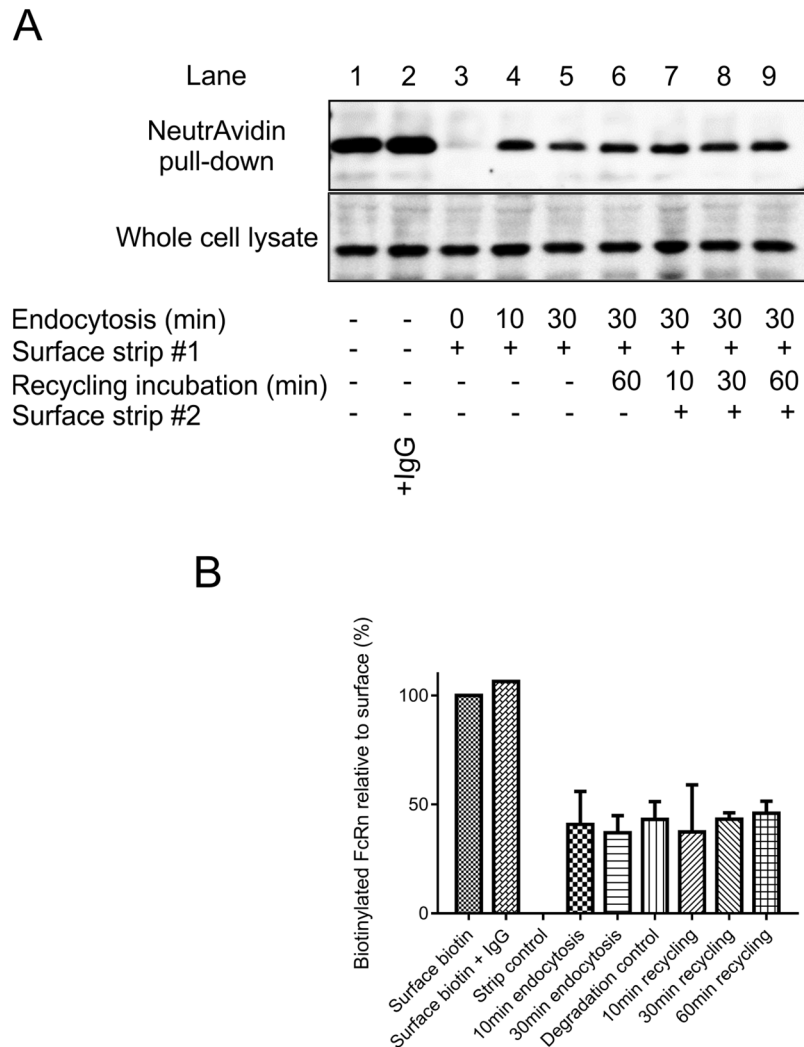 A
Lane 1 2 3 4 5 6 7 8 9
NeutrAvidin
pull-down
Whole cell lysate
Endocytosis (min) - - 0 10 30 30 30 30 30
Surface strip #1 - - + + + + + + +
Recycling incubation (min) - - - - - 60 10 30 60
Surface strip #2 - - - - - - + + +
+IgG
B
Biotinylated FcRn relative to surface (%)
100
50
0
Surface biotin
Surface biotin + IgG
Strip control
10min endocytosis
30min endocytosis
Degradation control
10min recycling
30min recycling
60min recycling